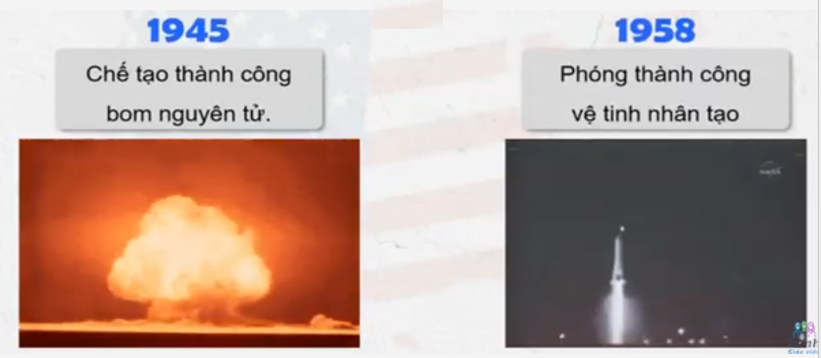 1945
Chế tạo thành công
bom nguyên tử.
1958
Phóng thành công
vệ tinh nhân tạo